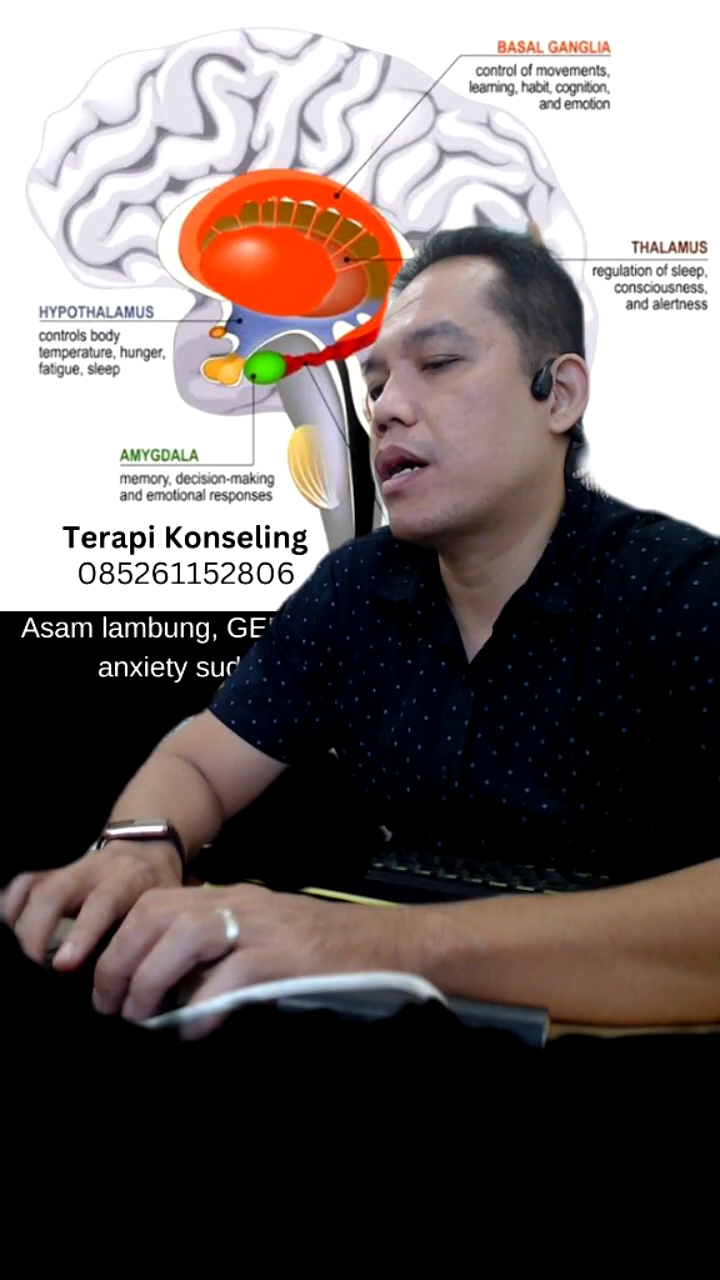 BASAL GANGLIA
control of movements,
learning, habit, cognition,
and emotion
THALAMUS
regulation of sleep,
consciousness,
and alertness
HYPOTHALAMUS
controls body
temperature, hunger,
fatigue, sleep
AMYGDALA
memory, decision-making
and emotional responses
Terapi Konseling
085261152806
Asam lambung,
anxiety